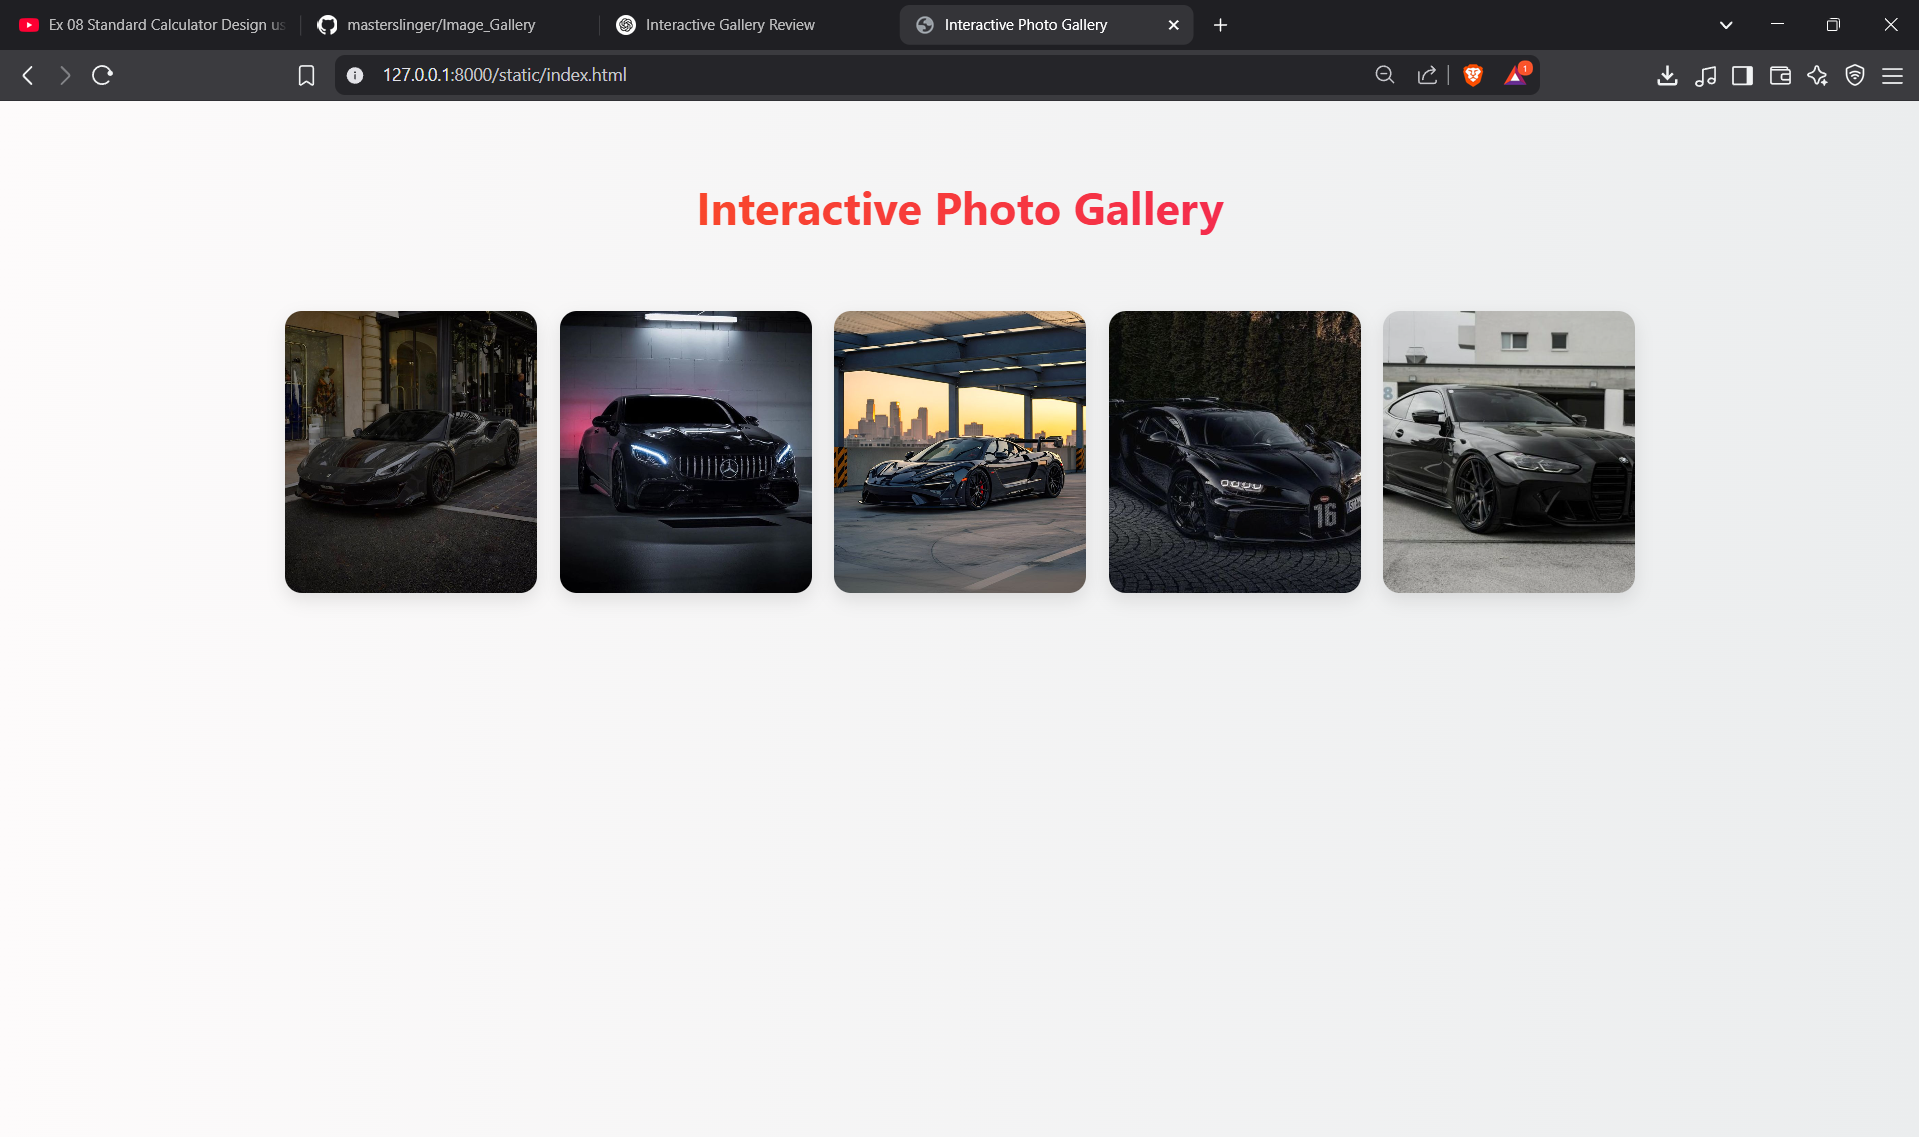 Ex 08 Standard Calculator Design us
masterslinger/Image_Gallery
Interactive Gallery Review
Interactive Photo Gallery
127.0.0.1:8000/static/index.html
1
Interactive Photo Gallery
8
16